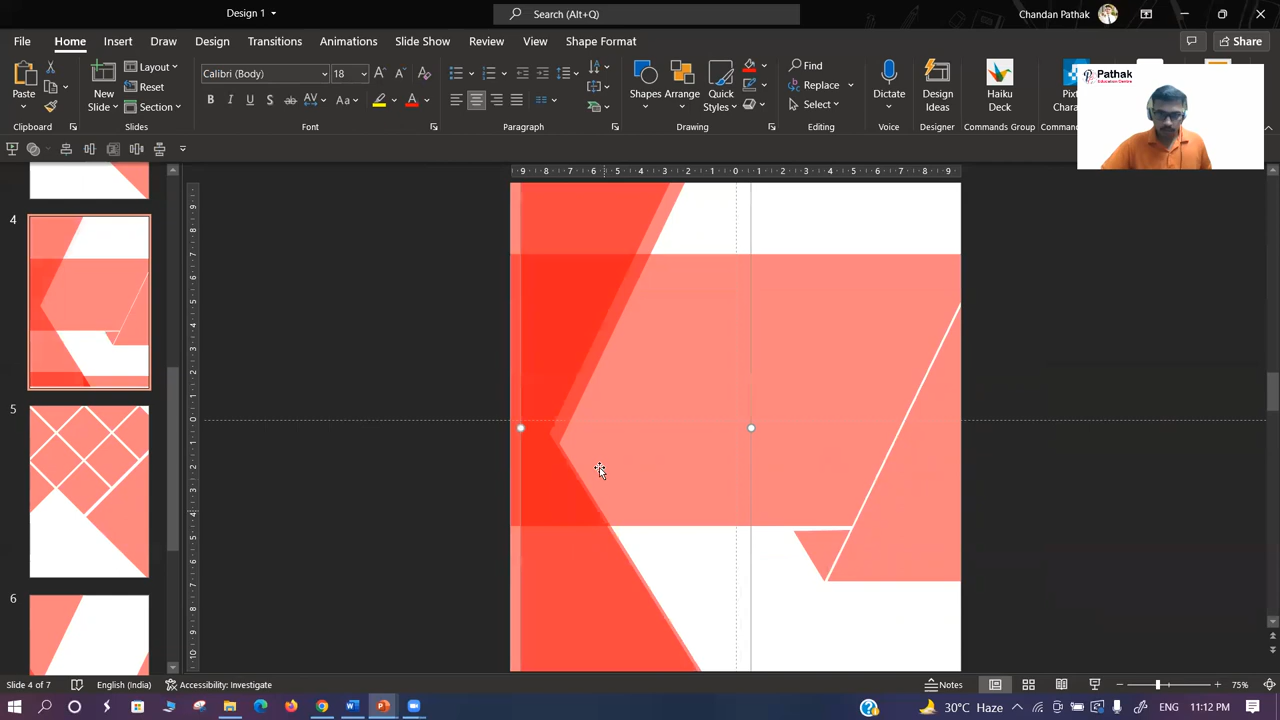 Design 1
Search (Alt+Q)
Chandan Pathak
File Home Insert Draw Design Transitions Animations Slide Show Review View Shape Format
Share
Paste
New
Slide
Layout
Reset
Section
Calibri (Body)
18
Shapes
Arrange
Quick
Styles
Find
Replace
Select
Dictate
Design
Ideas
Haiku
Deck
Pathak
Education Centre
Clipboard Slides Font Paragraph Drawing Editing Voice Designer Commands Group
4
5
6
Slide 4 of 7 English (India) Accessibility: Investigate Notes 75%
30°C Haze ENG 11:12 PM